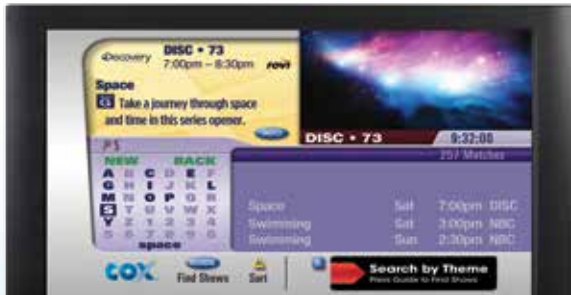 Discovery
DISC • 73
7:00pm – 8:30pm
rovi
Space
G Take a journey through space
and time in this series opener.
DISC • 73
9:32:00
257 Matches
PS
NEW BACK
A B C D E F
G H I J K L
M N O P Q R
S T U V W X
Y Z 1 2 3 4
5 6 7 8 9 0
space
Space Sat 7:00pm DISC
Swimming Sat 3:00pm NBC
Swimming Sun 2:30pm NBC
COX
Find Shows
Sort
Search by Theme
Press Guide to Find Shows